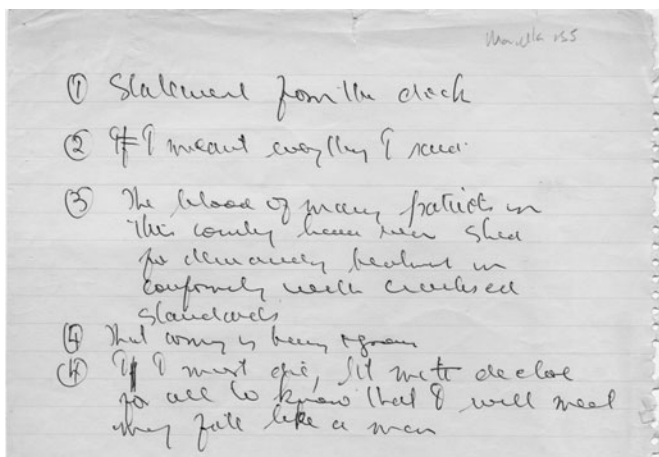 ① Statement from the dock
② If I meant everything I said
③ The blood of many patriots in
this country have been shed
for demanding treatment in
conformity with civilised
standards
④ That army is being
④ If I must die, let me declare
for all to know that I will meet
my fate like a man